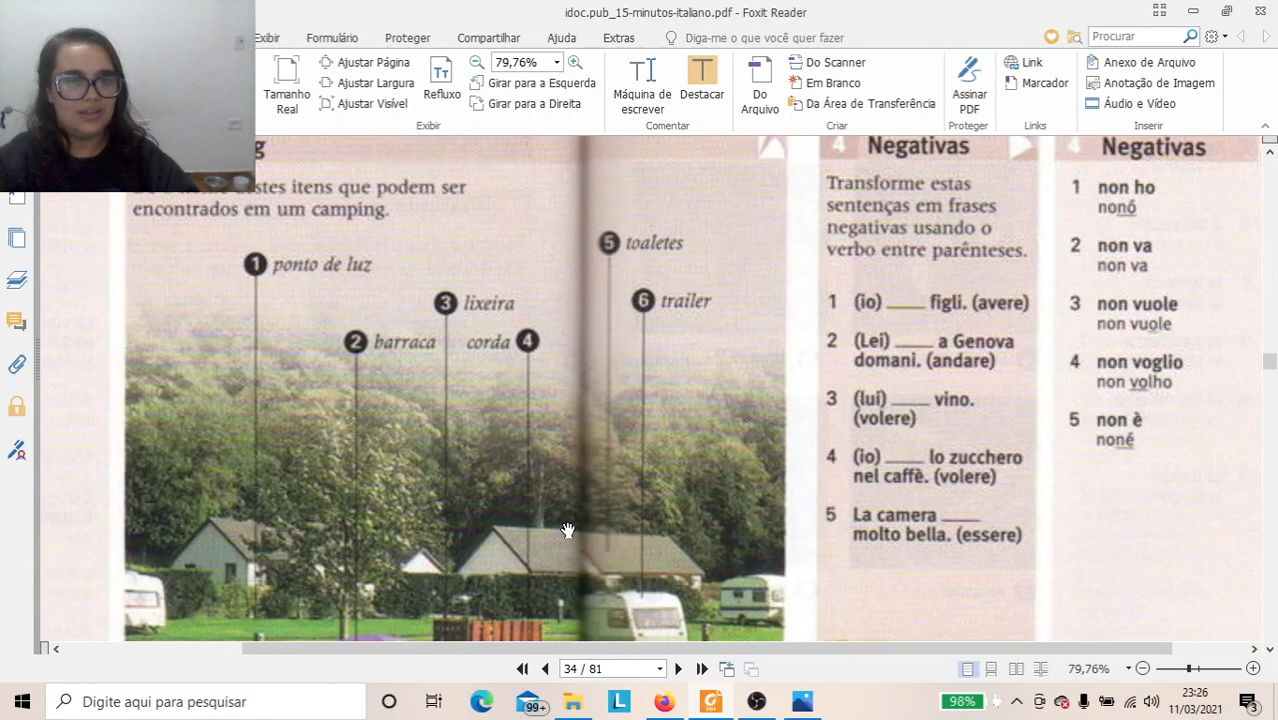 idoc.pub_15-minutos-italiano.pdf - Foxit Reader
Exibir
Formulário
Proteger
Compartilhar
Ajuda
Extras
Diga-me o que você quer fazer
Procurar
Tamanho
Real
Ajustar Página
Ajustar Largura
Ajustar Visível
Refluxo
79,76%
Girar para a Esquerda
Girar para a Direita
Exibir
Máquina de
escrever
Destacar
Comentar
Do
Arquivo
Do Scanner
Em Branco
Da Área de Transferência
Criar
Assinar
PDF
Proteger
Link
Marcador
Links
Anexo de Arquivo
Anotação de Imagem
Áudio e Vídeo
Inserir
destes itens que podem ser
encontrados em um camping.
1 ponto de luz
2 barraca
3 lixeira
corda 4
5 toaletes
6 trailer
4 Negativas
Transforme estas
sentenças em frases
negativas usando o
verbo entre parênteses.
1 (io) ____ figli. (avere)
2 (Lei) ____ a Genova
domani. (andare)
3 (lui) ____ vino.
(volere)
4 (io) ____ lo zucchero
nel caffè. (volere)
5 La camera ____
molto bella. (essere)
4 Negativas
1 non ho
nonó
2 non va
non va
3 non vuole
non vuole
4 non voglio
non volho
5 non è
noné
34 / 81
79,76%
Digite aqui para pesquisar
99+
L
98%
23:26
11/03/2021
3